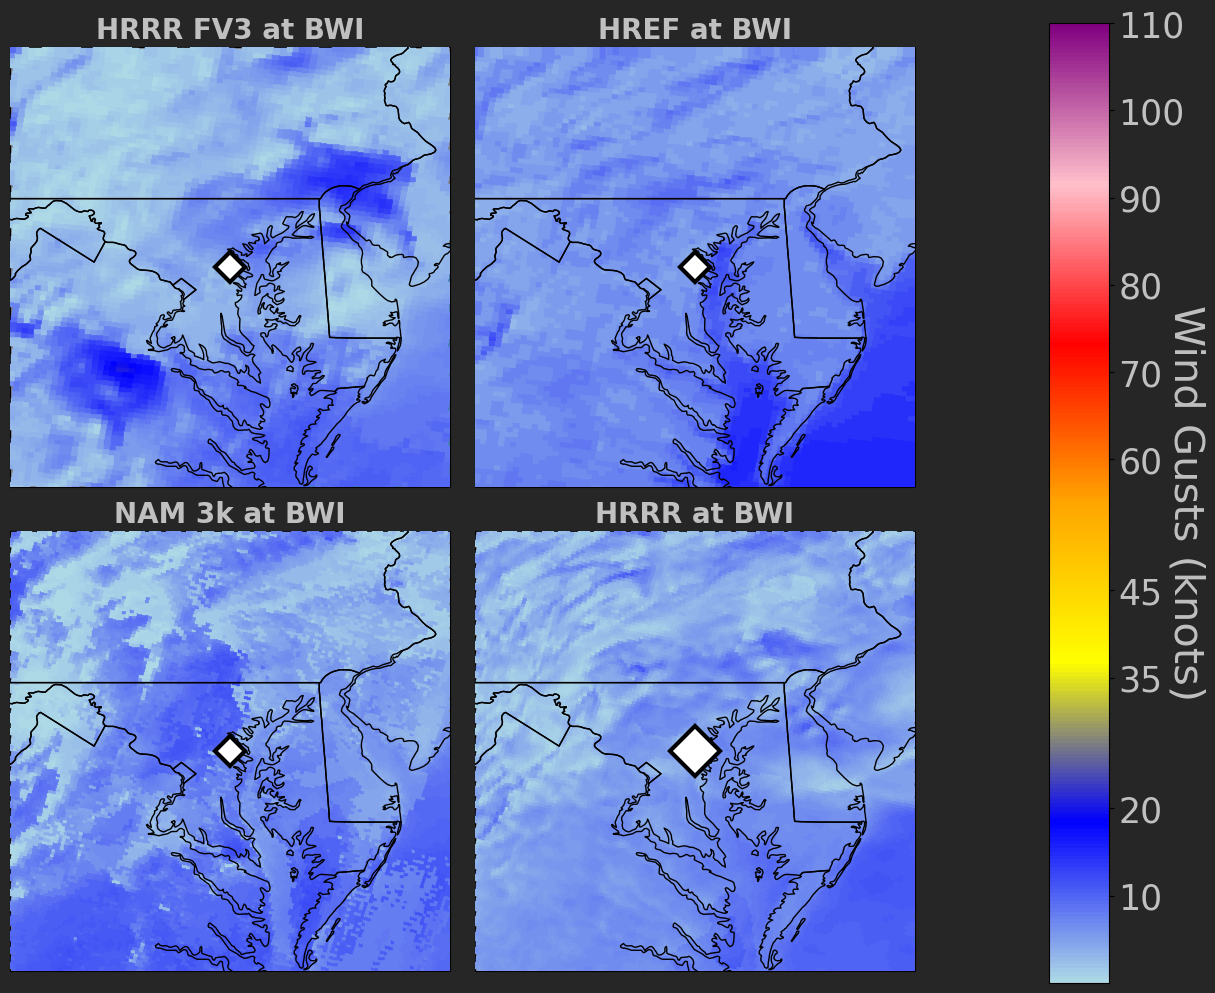 HRRR FV3 at BWI
HREF at BWI
NAM 3k at BWI
HRRR at BWI
110
100
90
80
70
60
45
35
20
10
Wind Gusts (knots)